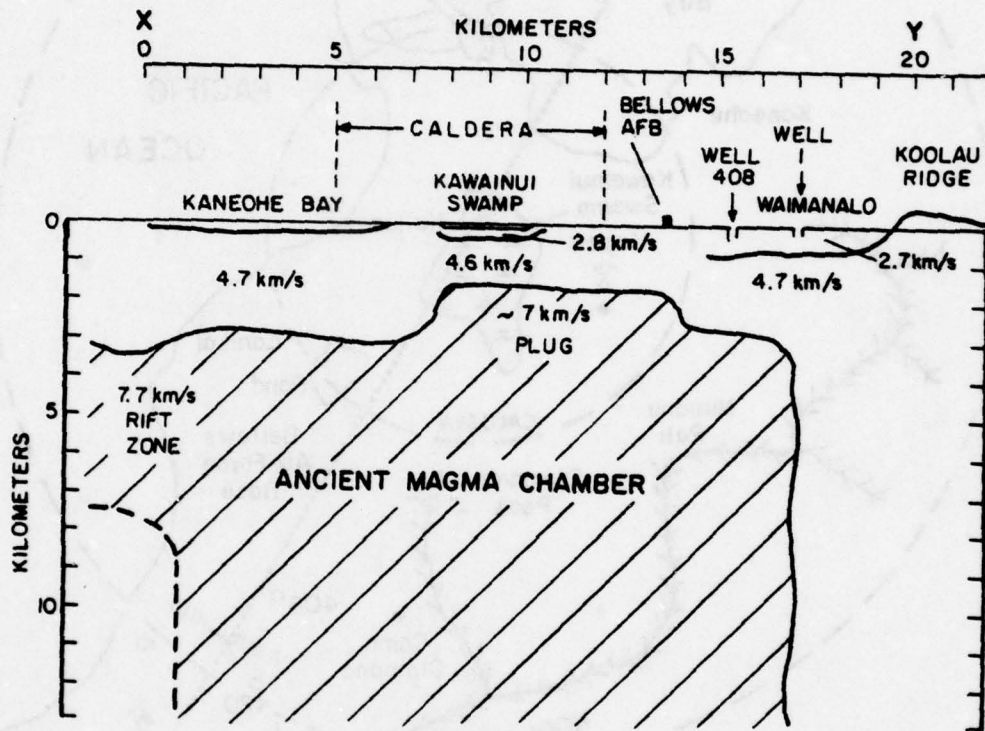 X
KILOMETERS
Y
0
5
10
15
20
CALDERA
BELLOWS
AFB
WELL
408
WELL
KOOLAU
RIDGE
KANEOHE BAY
KAWAINUI
SWAMP
WAIMANALO
0
2.8 km/s
2.7 km/s
4.7 km/s
4.6 km/s
4.7 km/s
~ 7 km/s
PLUG
5
7.7 km/s
RIFT
ZONE
ANCIENT MAGMA CHAMBER
KILOMETERS
10